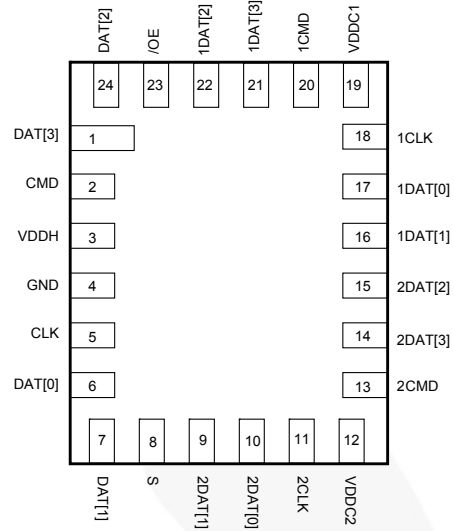 DAT[2]
/OE
1DAT[2]
1DAT[3]
1CMD
VDDC1
24
23
22
21
20
19
DAT[3]
1
18
1CLK
CMD
2
17
1DAT[0]
VDDH
3
16
1DAT[1]
GND
4
15
2DAT[2]
CLK
5
14
2DAT[3]
DAT[0]
6
13
2CMD
7
8
9
10
11
12
DAT[1]
S
2DAT[1]
2DAT[0]
2CLK
VDDC2